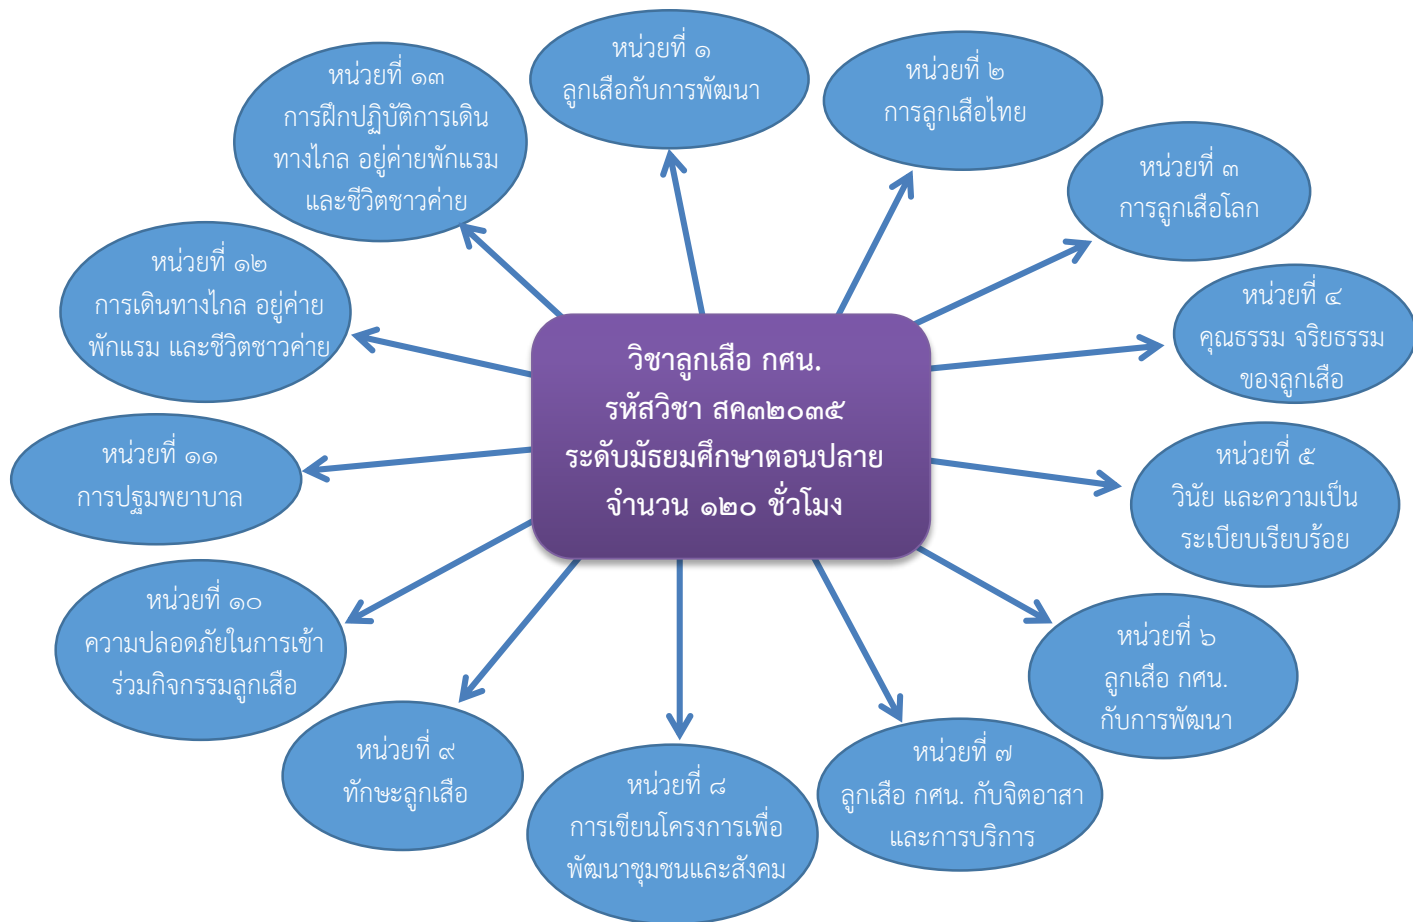 วิชาลูกเสือ กศน.
รหัสวิชา สค๓๒๐๓๕
ระดับมัธยมศึกษาตอนปลาย
จำนวน ๑๒๐ ชั่วโมง
หน่วยที่ ๑
ลูกเสือกับการพัฒนา
หน่วยที่ ๒
การลูกเสือไทย
หน่วยที่ ๓
การลูกเสือโลก
หน่วยที่ ๔
คุณธรรม จริยธรรม
ของลูกเสือ
หน่วยที่ ๕
วินัย และความเป็น
ระเบียบเรียบร้อย
หน่วยที่ ๖
ลูกเสือ กศน.
กับการพัฒนา
หน่วยที่ ๗
ลูกเสือ กศน. กับจิตอาสา
และการบริการ
หน่วยที่ ๘
การเขียนโครงการเพื่อ
พัฒนาชุมชนและสังคม
หน่วยที่ ๙
ทักษะลูกเสือ
หน่วยที่ ๑๐
ความปลอดภัยในการเข้า
ร่วมกิจกรรมลูกเสือ
หน่วยที่ ๑๑
การปฐมพยาบาล
หน่วยที่ ๑๒
การเดินทางไกล อยู่ค่าย
พักแรม และชีวิตชาวค่าย
หน่วยที่ ๑๓
การฝึกปฏิบัติการเดิน
ทางไกล อยู่ค่ายพักแรม
และชีวิตชาวค่าย